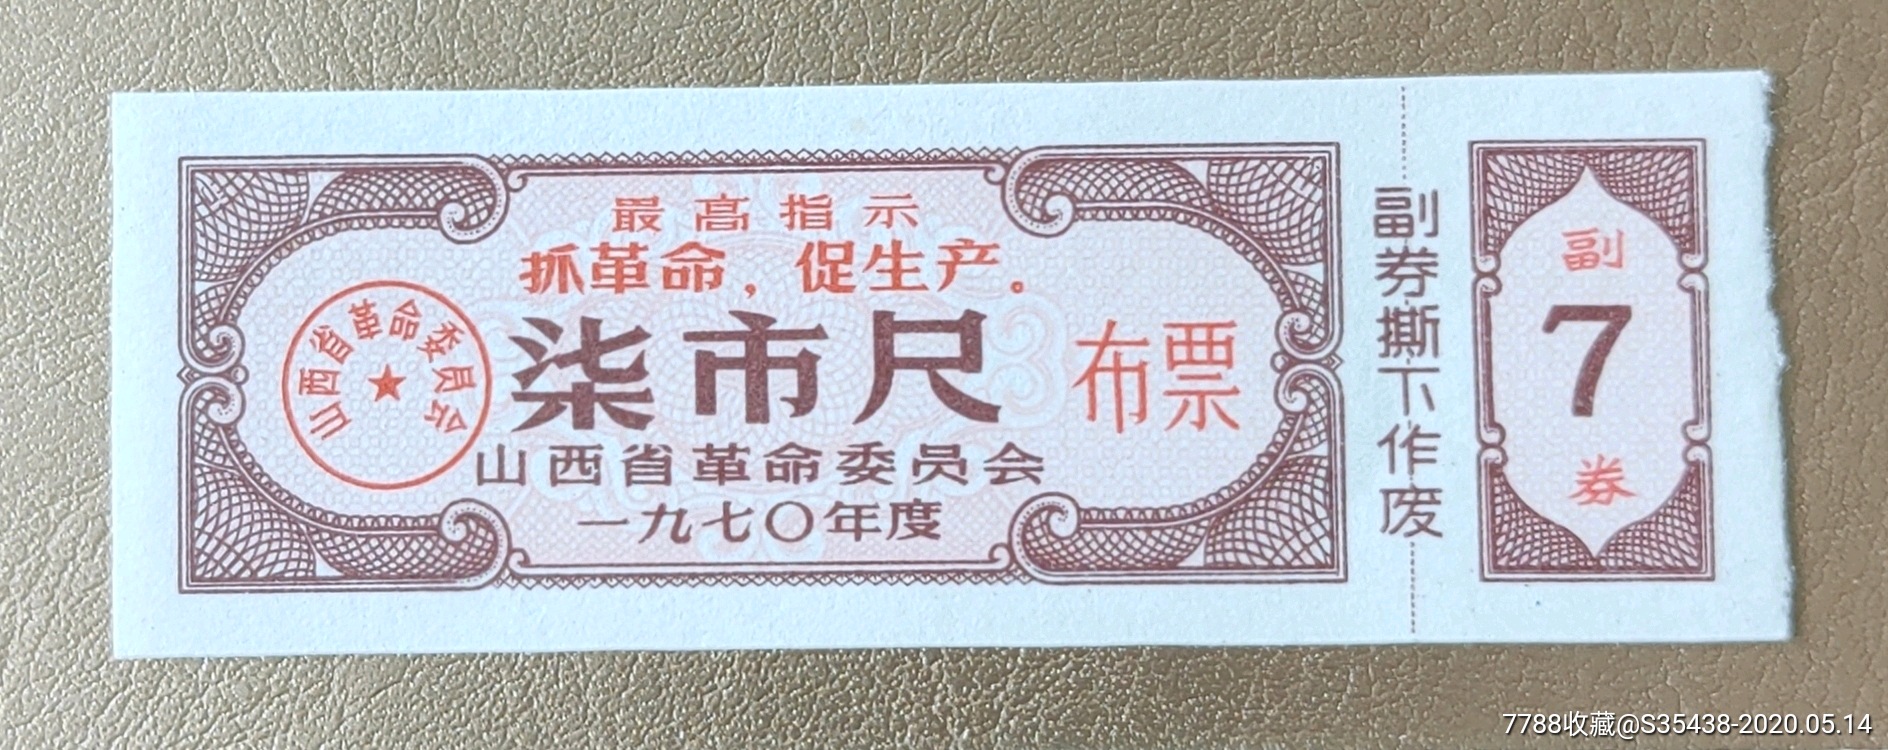 最高指示
抓革命，促生产。
山西省革命委員会
柒市尺
布票
山西省革命委员会
一九七〇年度
副券撕下作废
副
7
券
7788收藏@S35438-2020.05.14